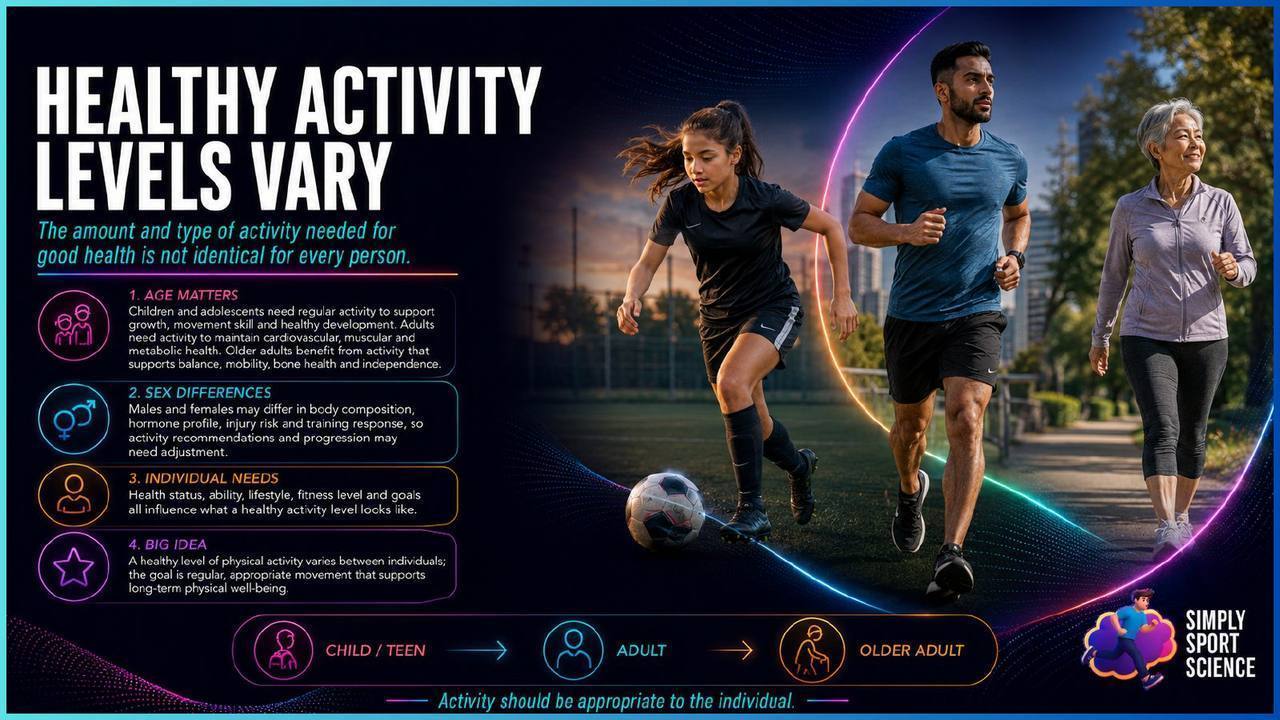 HEALTHY ACTIVITY
LEVELS VARY
The amount and type of activity needed for
good health is not identical for every person.
1. AGE MATTERS
Children and adolescents need regular activity to support
growth, movement skill and healthy development. Adults
need activity to maintain cardiovascular, muscular and
metabolic health. Older adults benefit from activity that
supports balance, mobility, bone health and independence.
2. SEX DIFFERENCES
Males and females may differ in body composition,
hormone profile, injury risk and training response, so
activity recommendations and progression may
need adjustment.
3. INDIVIDUAL NEEDS
Health status, ability, lifestyle, fitness level and goals
all influence what a healthy activity level looks like.
4. BIG IDEA
A healthy level of physical activity varies between individuals;
the goal is regular, appropriate movement that supports
long-term physical well-being.
CHILD / TEEN
ADULT
OLDER ADULT
Activity should be appropriate to the individual.
SIMPLY
SPORT
SCIENCE